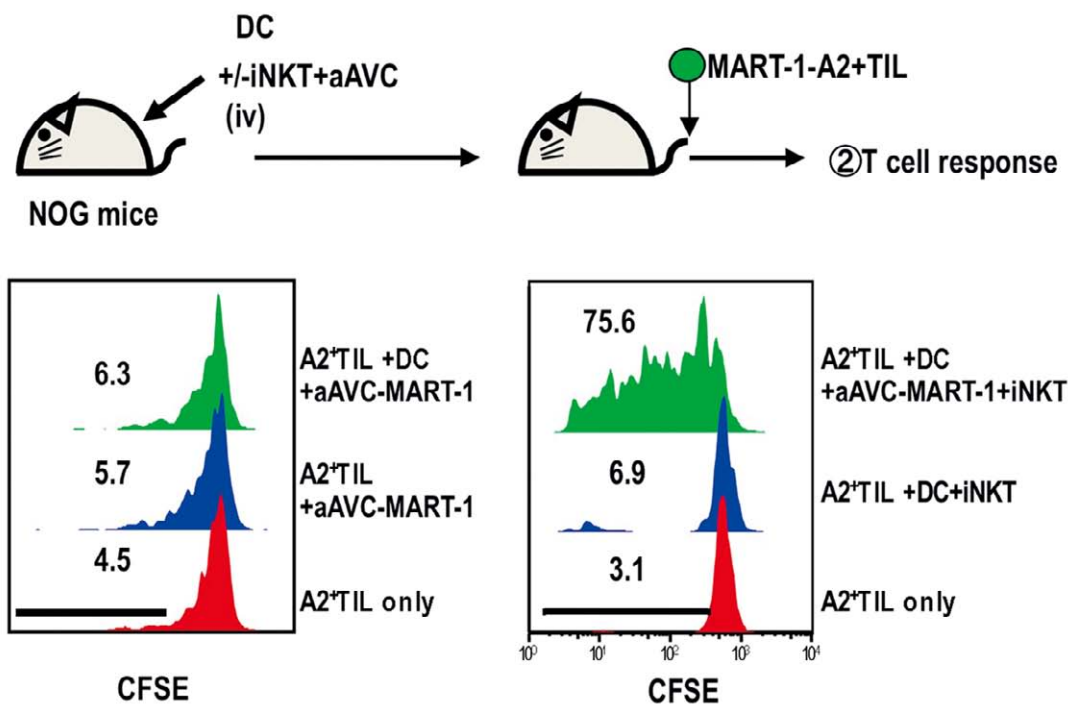 DC
+/-iNKT+aAVC
(iv)
NOG mice
MART-1-A2+TIL
②T cell response
6.3
A2⁺TIL +DC
+aAVC-MART-1
5.7
A2⁺TIL
+aAVC-MART-1
4.5
A2⁺TIL only
CFSE
75.6
A2⁺TIL +DC
+aAVC-MART-1+iNKT
6.9
A2⁺TIL +DC+iNKT
3.1
A2⁺TIL only
10⁰ 10¹ 10² 10³ 10⁴
CFSE